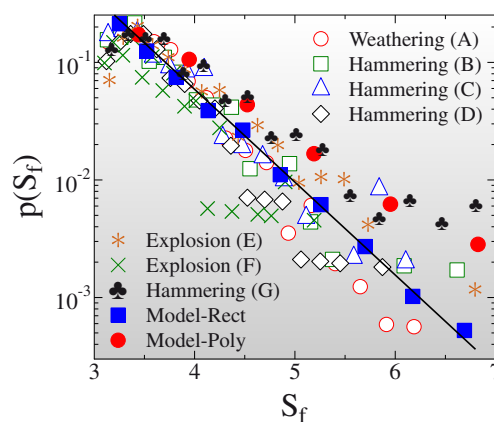 p(S_f)
10^-1
10^-2
10^-3
Weathering (A)
Hammering (B)
Hammering (C)
Hammering (D)
Explosion (E)
Explosion (F)
Hammering (G)
Model-Rect
Model-Poly
3 4 5 6 7
S_f